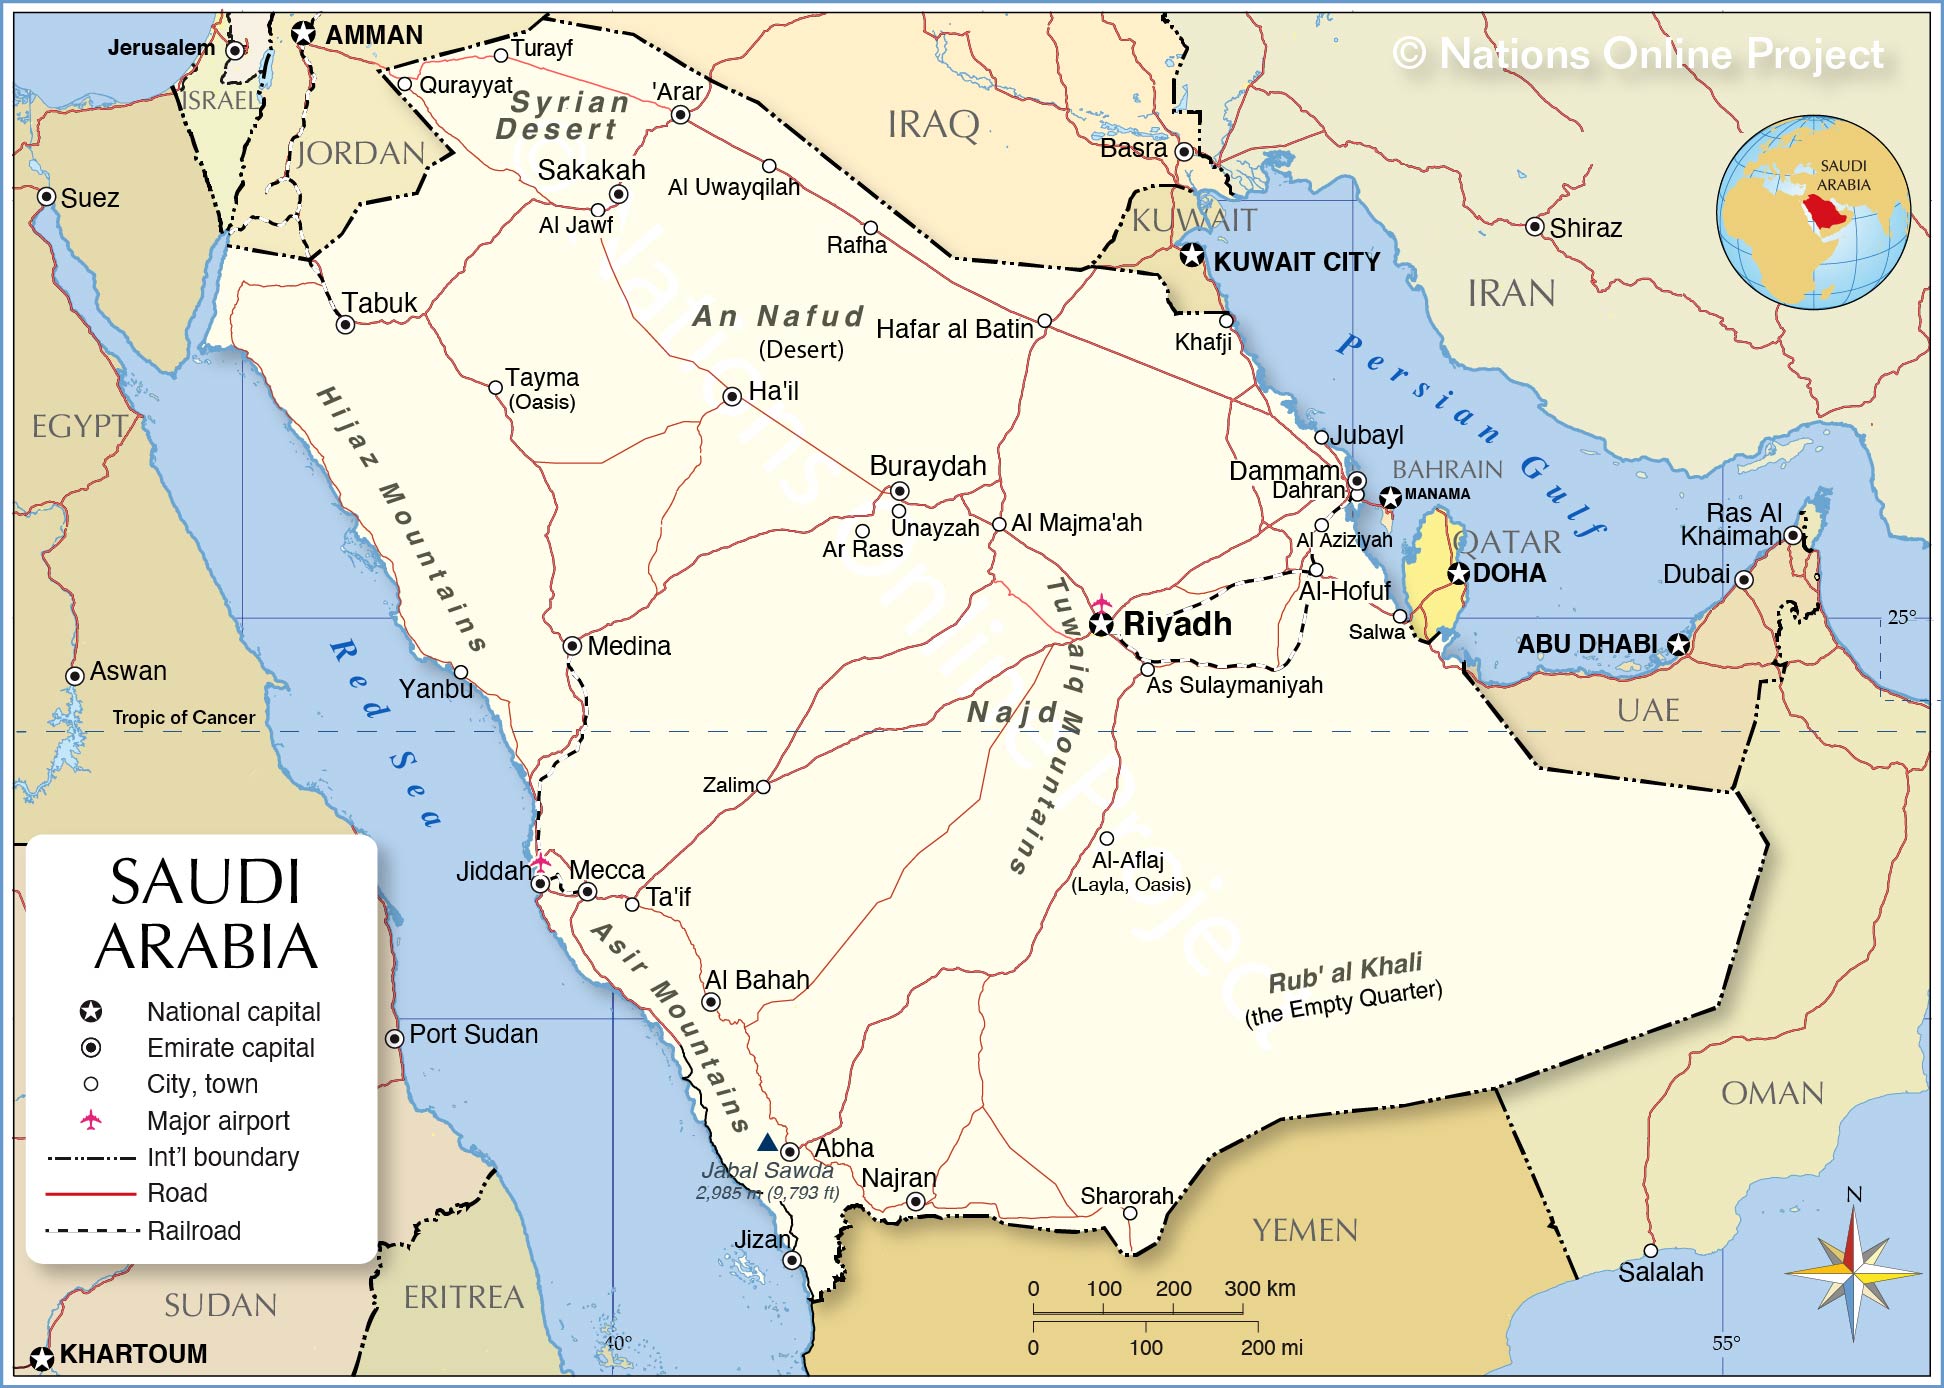 © Nations Online Project
Jerusalem
AMMAN
Turayf
Qurayyat
ISRAEL
Syrian
Desert
'Arar
JORDAN
IRAQ
Basra
SAUDI
ARABIA
Suez
Sakakah
Al Jawf
Al Uwayqilah
Rafha
KUWAIT
KUWAIT CITY
Shiraz
IRAN
Tabuk
An Nafud
(Desert)
Hafar al Batin
Khafji
Persian Gulf
Tayma
(Oasis)
Ha'il
EGYPT
Hijaz Mountains
Buraydah
Unayzah
Ar Rass
Al Majma'ah
Jubayl
Dammam
Dahran
BAHRAIN
MANAMA
Al Aziziyah
QATAR
DOHA
Ras Al
Khaimah
Dubai
Al-Hofuf
Salwa
ABU DHABI
25°
Medina
Riyadh
Tuwaiq Mountains
As Sulaymaniyah
Aswan
Yanbu
Red Sea
Najd
UAE
Tropic of Cancer
Zalim
Al-Aflaj
(Layla, Oasis)
Jiddah
Mecca
Ta'if
Asir Mountains
Al Bahah
Rub' al Khali
(the Empty Quarter)
Port Sudan
OMAN
Abha
Jabal Sawda
2,985 m (9,793 ft)
Najran
Sharorah
Jizan
YEMEN
Salalah
N
SUDAN
ERITREA
KHARTOUM
40°
55°
0 100 200 300 km
0 100 200 mi
SAUDI
ARABIA
National capital
Emirate capital
City, town
Major airport
Int'l boundary
Road
Railroad
© Nations Online Project